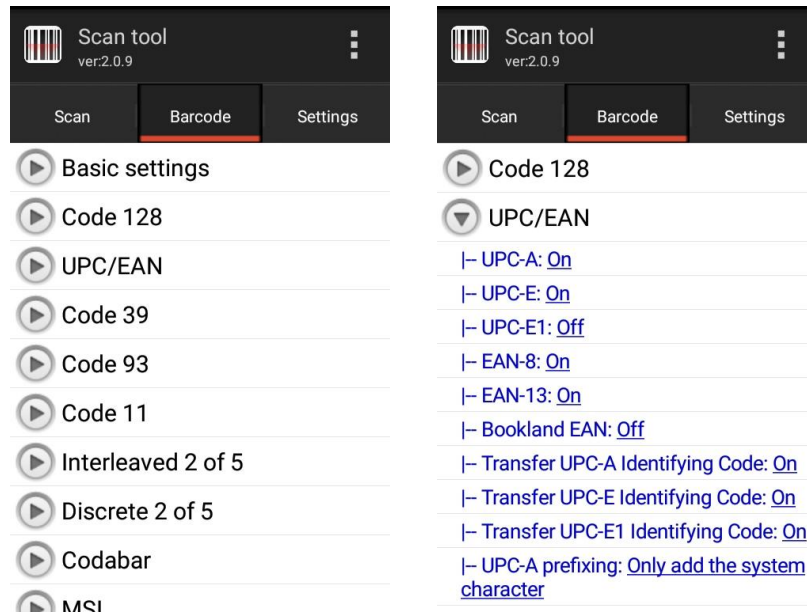 Scan tool
ver:2.0.9
Scan Barcode Settings
Basic settings
Code 128
UPC/EAN
Code 39
Code 93
Code 11
Interleaved 2 of 5
Discrete 2 of 5
Codabar
MSI
Scan tool
ver:2.0.9
Scan Barcode Settings
Code 128
UPC/EAN
|-- UPC-A: On
|-- UPC-E: On
|-- UPC-E1: Off
|-- EAN-8: On
|-- EAN-13: On
|-- Bookland EAN: Off
|-- Transfer UPC-A Identifying Code: On
|-- Transfer UPC-E Identifying Code: On
|-- Transfer UPC-E1 Identifying Code: On
|-- UPC-A prefixing: Only add the system
character